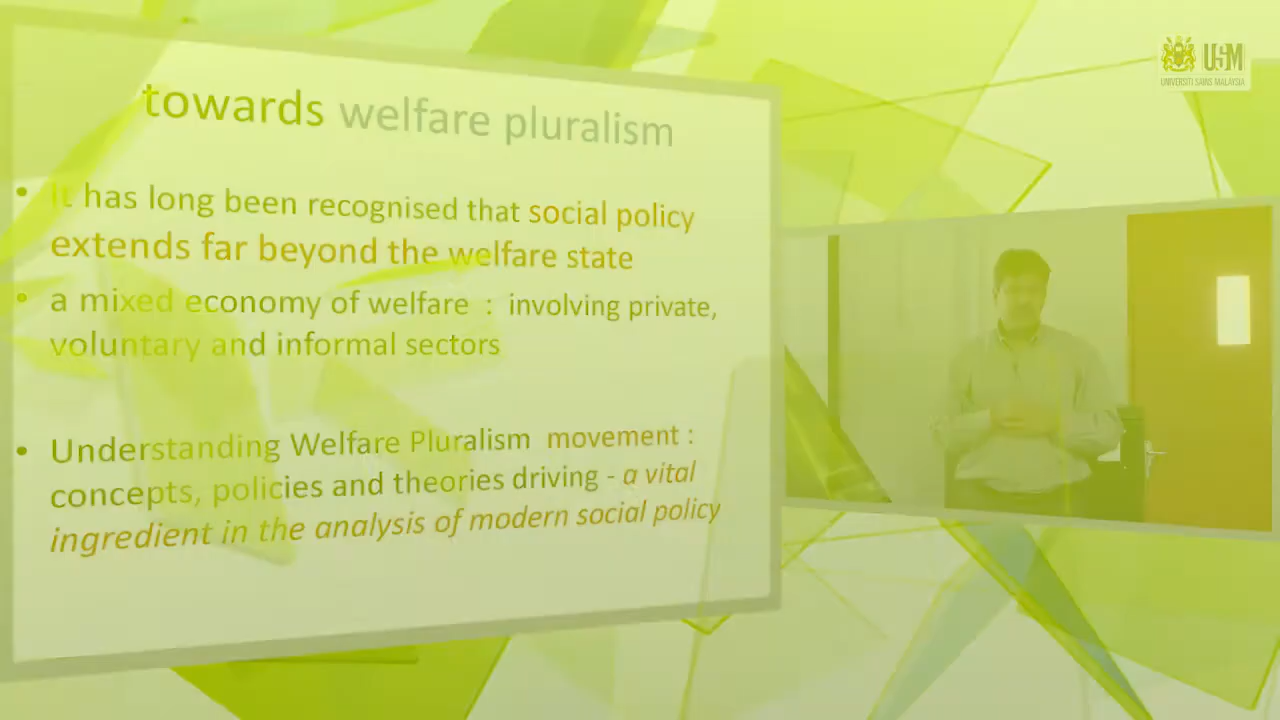 towards welfare pluralism
• It has long been recognised that social policy
extends far beyond the welfare state
• a mixed economy of welfare : involving private,
voluntary and informal sectors
• Understanding Welfare Pluralism movement :
concepts, policies and theories driving - a vital
ingredient in the analysis of modern social policy
USM
UNIVERSITI SAINS MALAYSIA